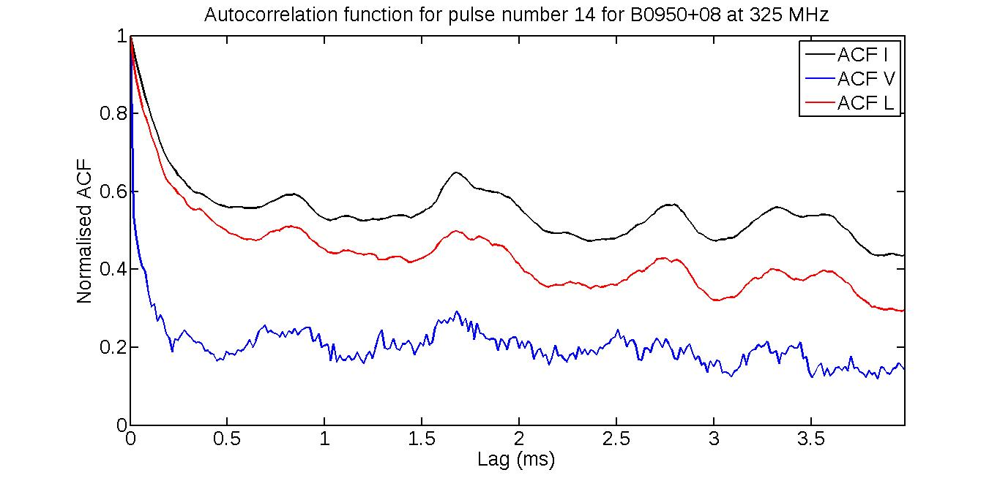 Autocorrelation function for pulse number 14 for B0950+08 at 325 MHz
1
0.8
0.6
0.4
0.2
0
Normalised ACF
ACF I
ACF V
ACF L
0 0.5 1 1.5 2 2.5 3 3.5
Lag (ms)